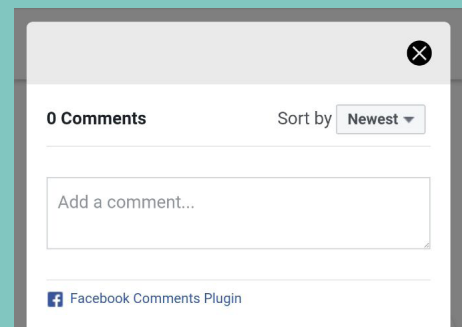 0 Comments Sort by Newest
Add a comment...
Facebook Comments Plugin